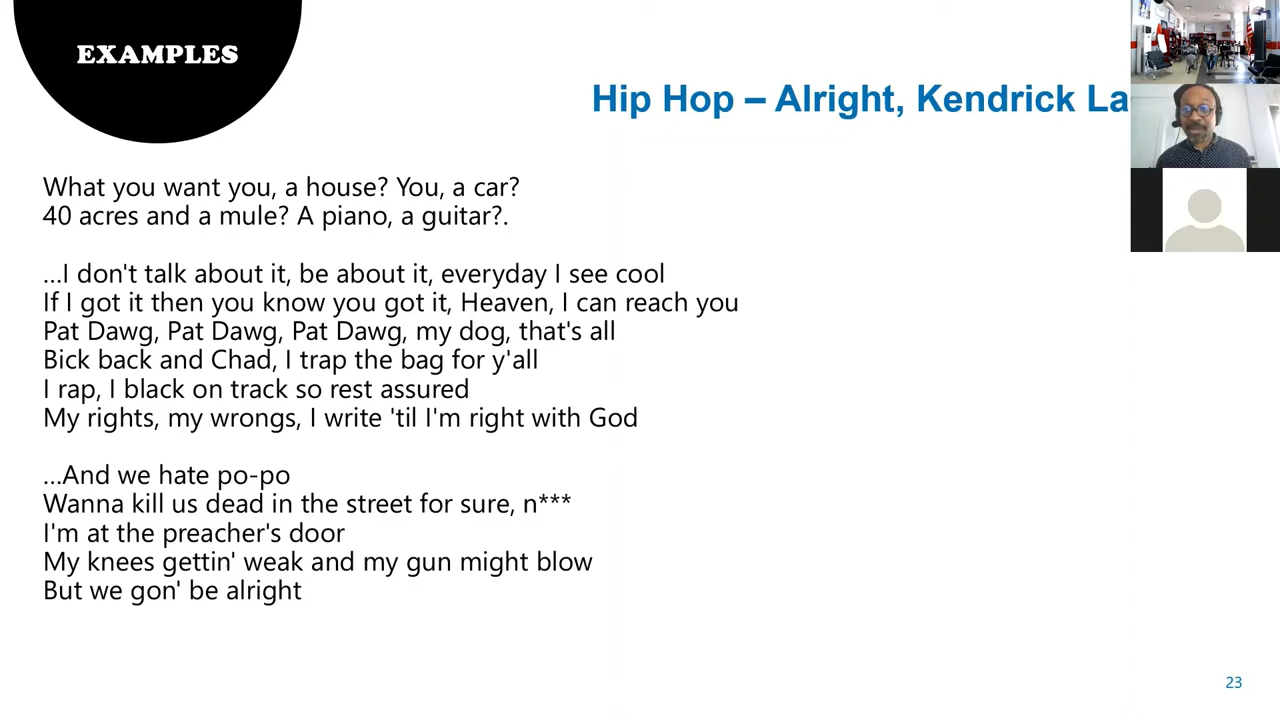 EXAMPLES
Hip Hop – Alright, Kendrick La
What you want you, a house? You, a car?
40 acres and a mule? A piano, a guitar?.
...I don't talk about it, be about it, everyday I see cool
If I got it then you know you got it, Heaven, I can reach you
Pat Dawg, Pat Dawg, Pat Dawg, my dog, that's all
Bick back and Chad, I trap the bag for y'all
I rap, I black on track so rest assured
My rights, my wrongs, I write 'til I'm right with God
...And we hate po-po
Wanna kill us dead in the street for sure, n***
I'm at the preacher's door
My knees gettin' weak and my gun might blow
But we gon' be alright
23